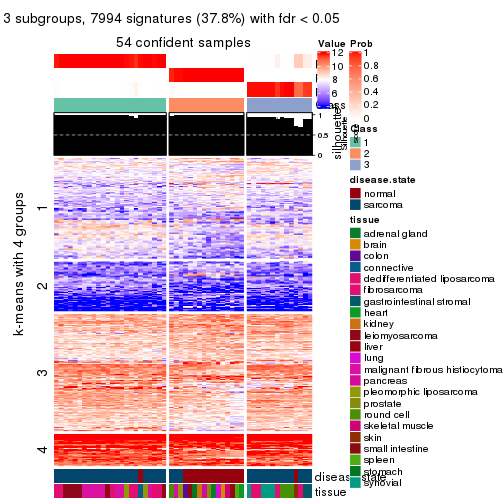 3 subgroups, 7994 signatures (37.8%) with fdr < 0.05
54 confident samples
Value
12
10
8
6
Prob
1
0.8
0.6
0.4
0.2
0
1
0.5
0
silhouette
score
Class
1
2
3
disease.state
normal
sarcoma
tissue
adrenal gland
brain
colon
connective
dedifferentiated liposarcoma
fibrosarcoma
gastrointestinal stromal
heart
kidney
leiomyosarcoma
liver
lung
malignant fibrous histiocytoma
pancreas
pleomorphic liposarcoma
prostate
round cell
skeletal muscle
skin
small intestine
spleen
stomach
synovial
k-means with 4 groups
1
2
3
4
disease.state
tissue